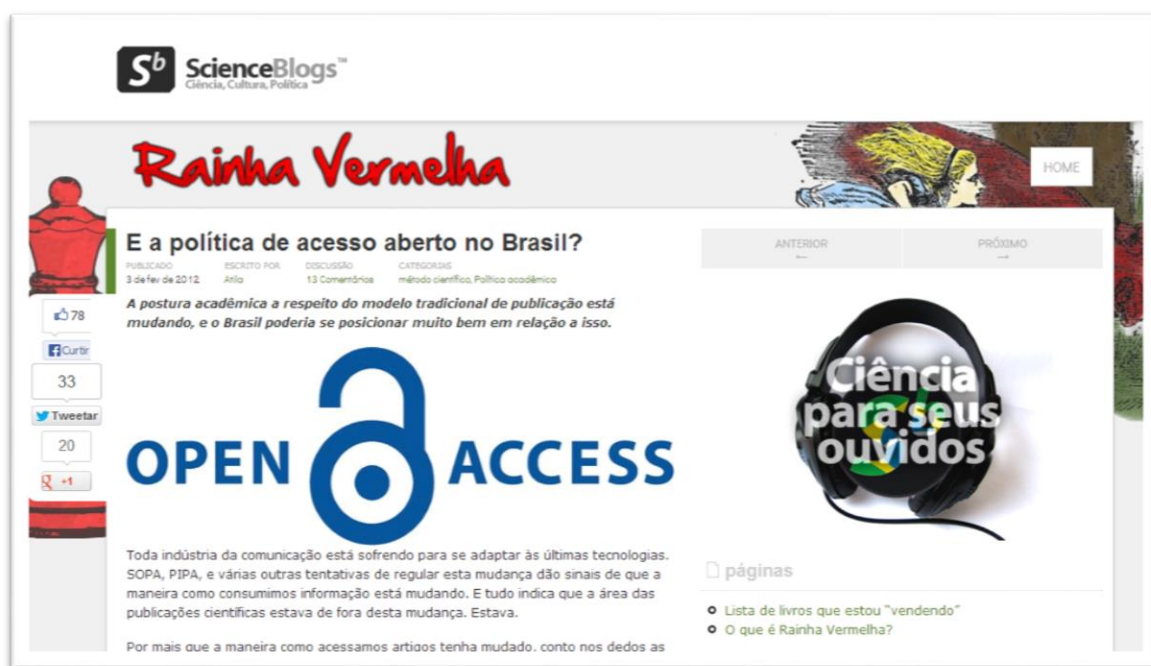 Sb ScienceBlogs™
Ciência, Cultura, Política
Rainha Vermelha
HOME
E a política de acesso aberto no Brasil?
PUBLICADO ESCRITO POR DISCUSSÃO CATEGORIAS
3 de fev de 2012 Atila 13 Comentários método científico, Política acadêmica
A postura acadêmica a respeito do modelo tradicional de publicação está
mudando, e o Brasil poderia se posicionar muito bem em relação a isso.
78
Curtir
33
Tweetar
20
+1
OPEN ACCESS
Toda indústria da comunicação está sofrendo para se adaptar às últimas tecnologias.
SOPA, PIPA, e várias outras tentativas de regular esta mudança dão sinais de que a
maneira como consumimos informação está mudando. E tudo indica que a área das
publicações científicas estava de fora desta mudança. Estava.
Por mais que a maneira como acessamos artigos tenha mudado, conto nos dedos as
ANTERIOR PRÓXIMO
← →
Ciência
para seus
ouvidos
páginas
Lista de livros que estou "vendendo"
O que é Rainha Vermelha?